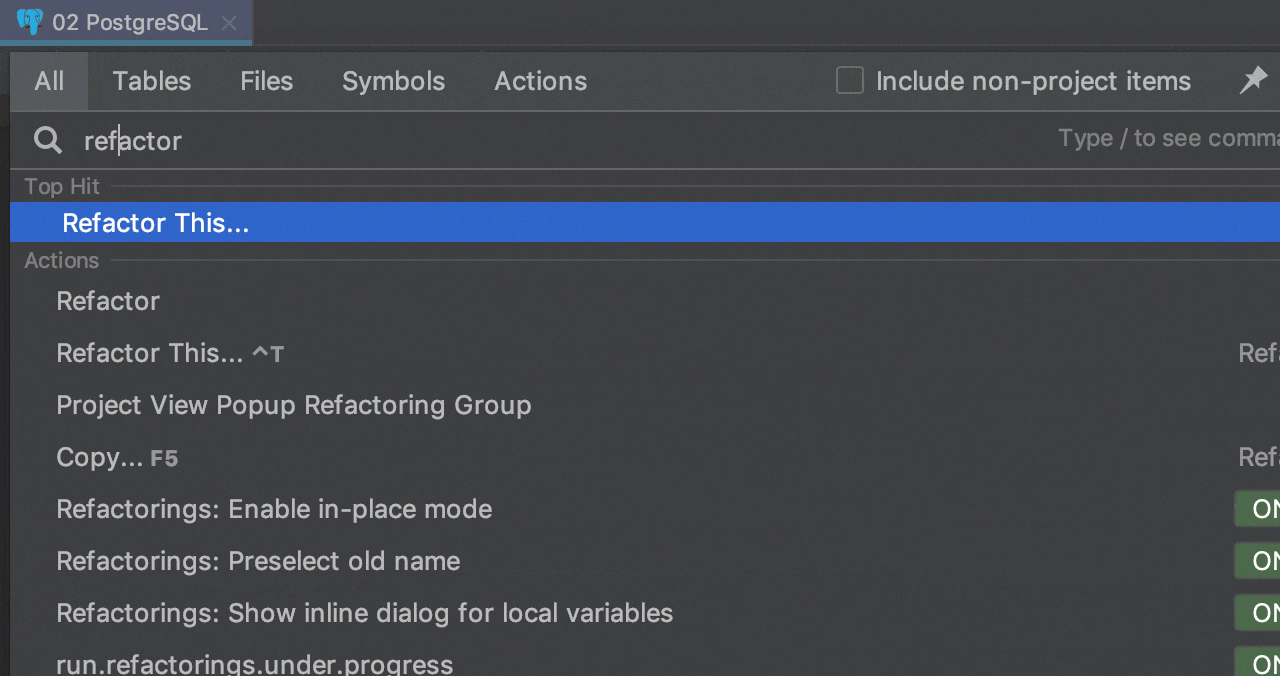 02 PostgreSQL
All Tables Files Symbols Actions Include non-project items
refactor Type / to see comma
Top Hit
Refactor This...
Actions
Refactor
Refactor This... ^T Ref
Project View Popup Refactoring Group
Copy... F5 Ref
Refactorings: Enable in-place mode ON
Refactorings: Preselect old name ON
Refactorings: Show inline dialog for local variables ON
run.refactorings.under.progress ON